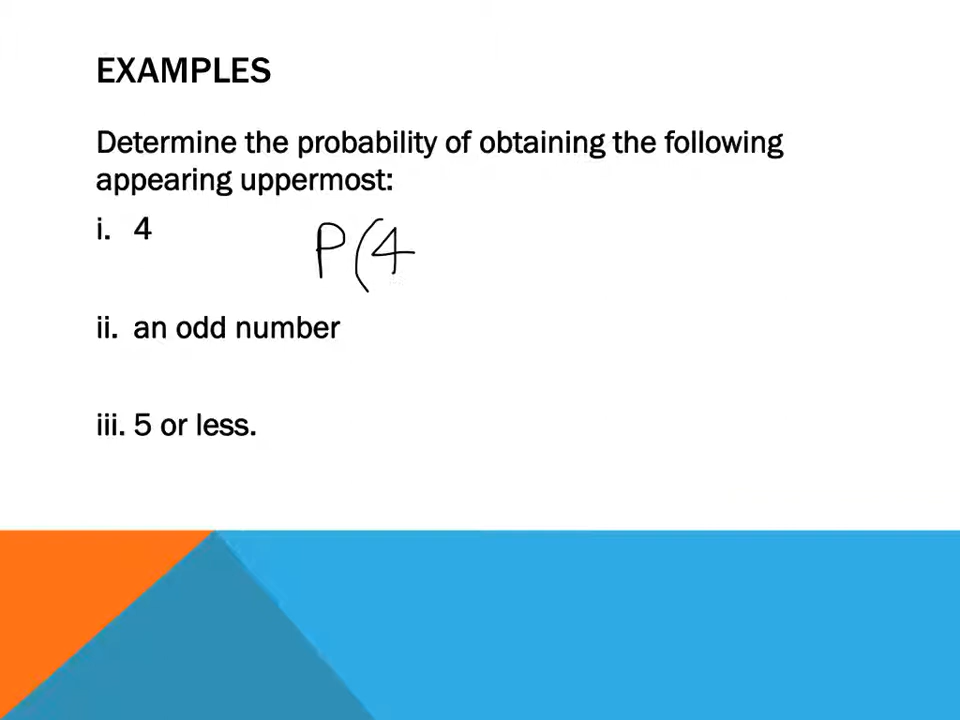 EXAMPLES
Determine the probability of obtaining the following
appearing uppermost:
i. 4
P(4
ii. an odd number
iii. 5 or less.